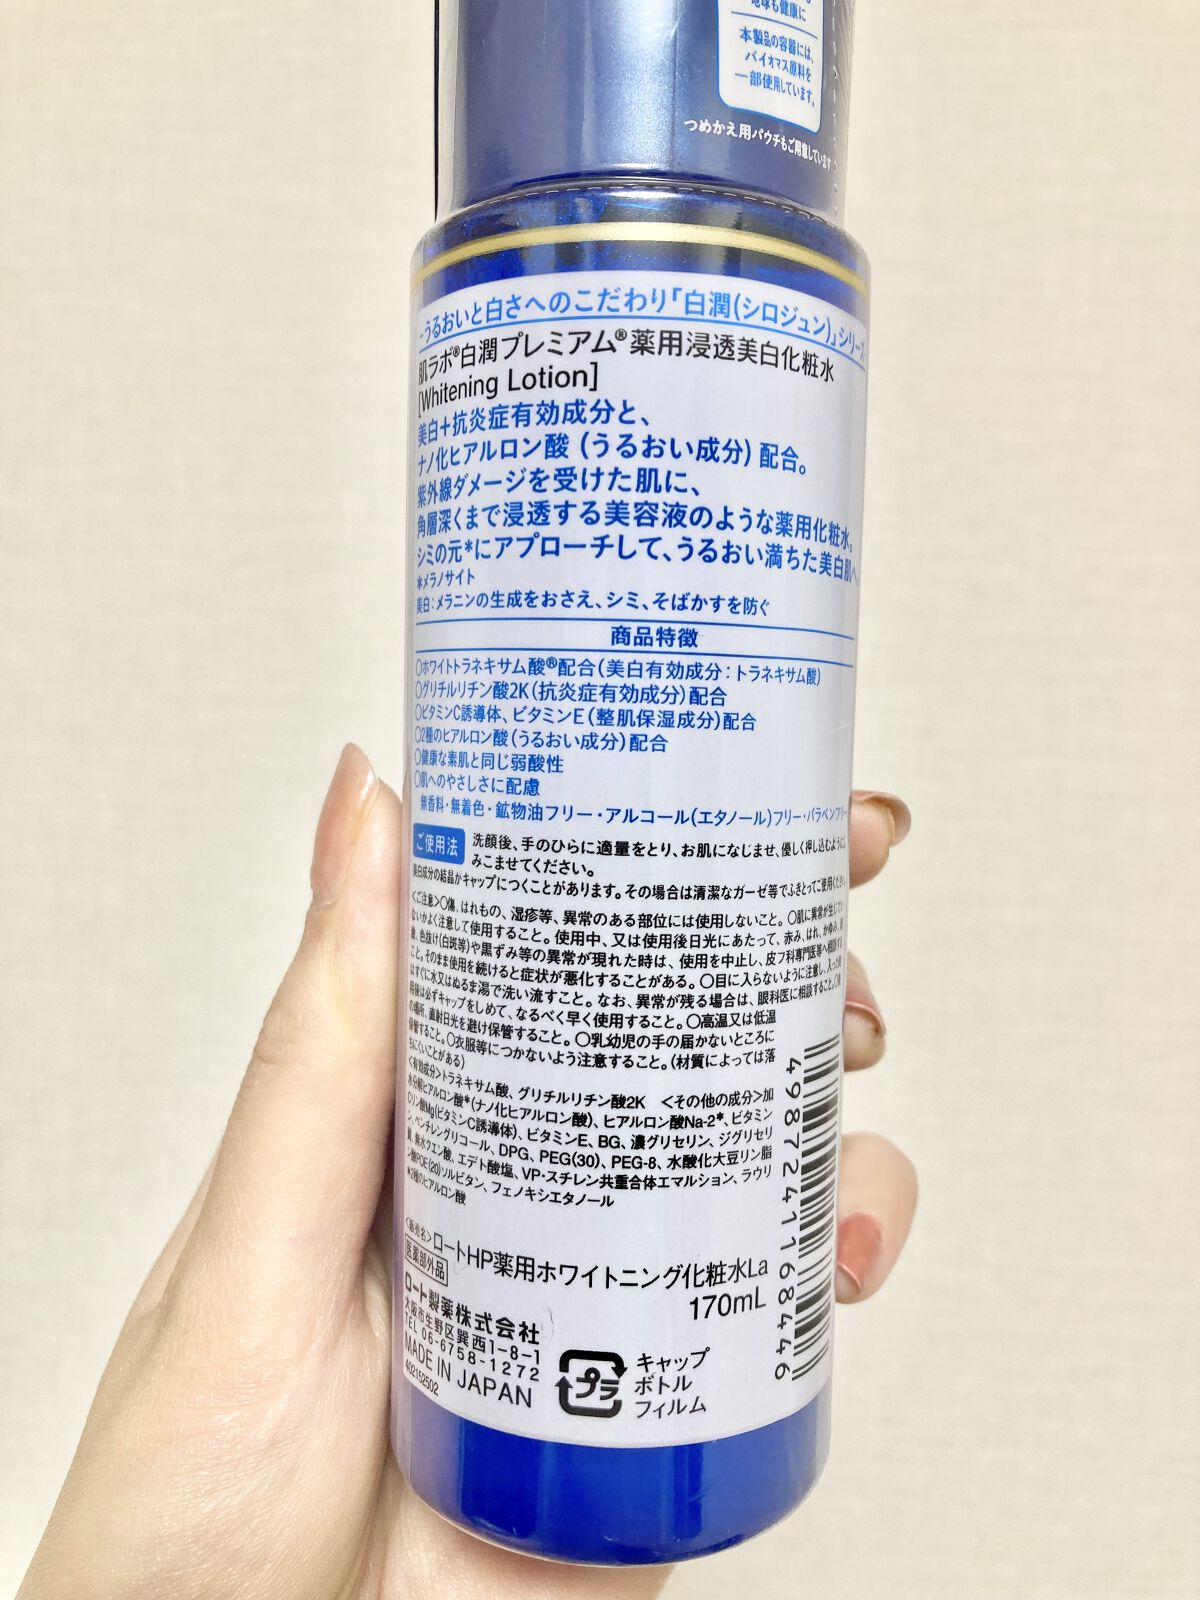 地球も健康に
本製品の容器には、
バイオマス原料を
一部使用しています。
つめかえ用パウチもご用意しています
-うるおいと白さへのこだわり「白潤(シロジュン)」シリーズ-
肌ラボ®白潤プレミアム®薬用浸透美白化粧水
[Whitening Lotion]
美白+抗炎症有効成分と、
ナノ化ヒアルロン酸(うるおい成分)配合。
紫外線ダメージを受けた肌に、
角層深くまで浸透する美容液のような薬用化粧水。
シミの元*にアプローチして、うるおい満ちた美白肌へ
*メラノサイト
美白:メラニンの生成をおさえ、シミ、そばかすを防ぐ
商品特徴
○ホワイトトラネキサム酸®配合(美白有効成分:トラネキサム酸)
○グリチルリチン酸2K(抗炎症有効成分)配合
○ビタミンC誘導体、ビタミンE(整肌保湿成分)配合
○2種のヒアルロン酸(うるおい成分)配合
○健康な素肌と同じ弱酸性
○肌へのやさしさに配慮
無香料・無着色・鉱物油フリー・アルコール(エタノール)フリー・パラベンフリー
ご使用法 洗顔後、手のひらに適量をとり、お肌になじませ、優しく押し込むように
みこませてください。
美白成分の結晶がキャップにつくことがあります。その場合は清潔なガーゼ等でふきとってご使用ください。
<ご注意>○傷、はれもの、湿疹等、異常のある部位には使用しないこと。○肌に異常が生じてい
ないかよく注意して使用すること。使用中、又は使用後日光にあたって、赤み、はれ、かゆみ、刺
激、色抜け(白斑等)や黒ずみ等の異常が現れた時は、使用を中止し、皮フ科専門医等へ相談する
こと。そのまま使用を続けると症状が悪化することがある。○目に入らないように注意し、入った時
はすぐに水又はぬるま湯で洗い流すこと。なお、異常が残る場合は、眼科医に相談すること。○使
用後は必ずキャップをしめて、なるべく早く使用すること。○高温又は低温
の場所、直射日光を避け保管すること。○乳幼児の手の届かないところに
保管すること。○衣服等につかないよう注意すること。(材質によっては落
ちにくいことがある)
<有効成分>トラネキサム酸、グリチルリチン酸2K <その他の成分>加
水分解ヒアルロン酸*(ナノ化ヒアルロン酸)、ヒアルロン酸Na-2*、ビタミン
Cリン酸Mg(ビタミンC誘導体)、ビタミンE、BG、濃グリセリン、ジグリセリ
ン、ペンチレングリコール、DPG、PEG(30)、PEG-8、水酸化大豆リン脂
質、無水クエン酸、エデト酸塩、VP・スチレン共重合体エマルション、ラウリ
ン酸POE(20)ソルビタン、フェノキシエタノール
*2種のヒアルロン酸
<販売名>ロートHP薬用ホワイトニング化粧水La
医薬部外品
170mL
ロート製薬株式会社
大阪市生野区巽西1-8-1
TEL 06-6758-1272
MADE IN JAPAN
402152502
プラ
キャップ
ボトル
フィルム
4987241168446